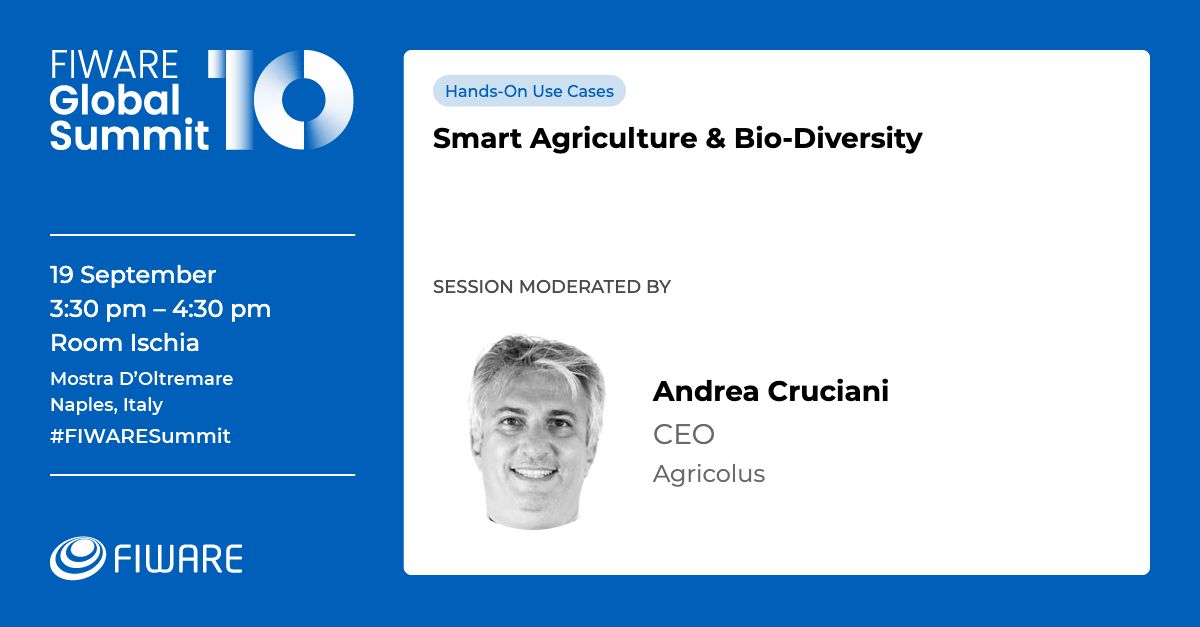 FIWARE
Global
Summit
10
19 September
3:30 pm – 4:30 pm
Room Ischia
Mostra D’Oltremare
Naples, Italy
#FIWARESummit
FIWARE
Hands-On Use Cases
Smart Agriculture & Bio-Diversity
SESSION MODERATED BY
Andrea Cruciani
CEO
Agricolus